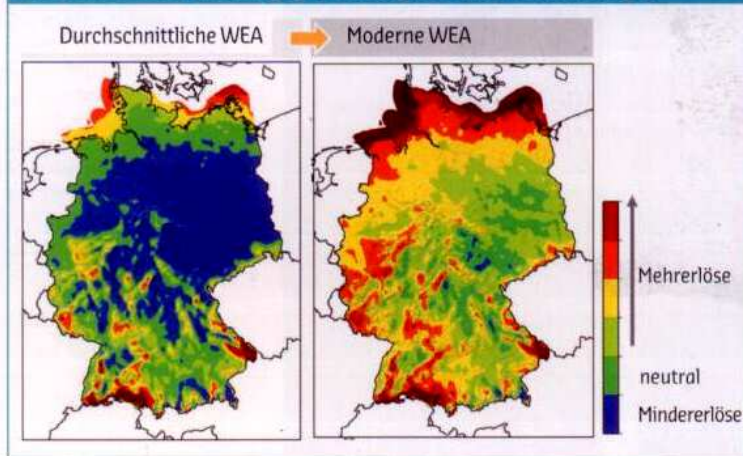 Durchschnittliche WEA
Moderne WEA
Mehrerlöse
neutral
Mindererlöse